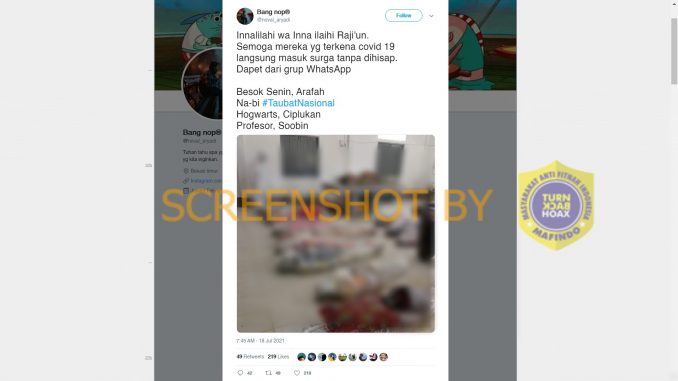 Bang nop®
@noval_aryadi
Follow
Innalilahi wa Inna ilaihi Raji'un.
Semoga mereka yg terkena covid 19
langsung masuk surga tanpa dihisap.
Dapet dari grup WhatsApp
Besok Senin, Arafah
Na-bi #TaubatNasional
Hogwarts, Ciplukan
Profesor, Soobin
7:45 AM - 18 Jul 2021
49 Retweets 219 Likes
42 49 219
Bang nop®
@noval_aryadi
Tuhan tahu apa
yg kita inginkan
Bekasi timur
SCREENSHOT BY
MASYARAKAT ANTI FITNAH INDONESIA
TURN
BACK
HOAX
MAFINDO